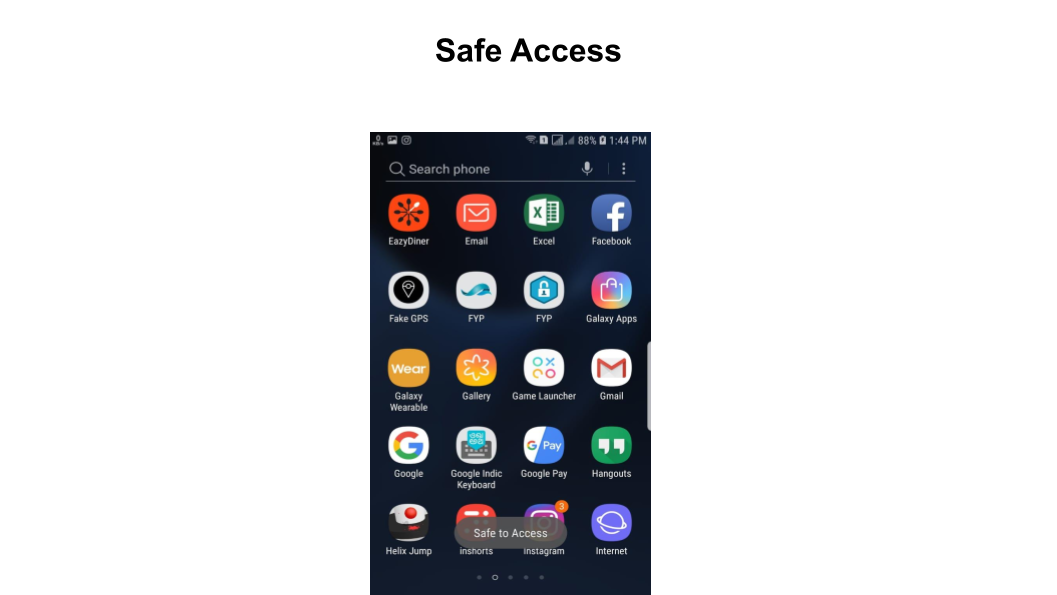 Safe Access
0
KB/s
88% 1:44 PM
Search phone
EazyDiner Email Excel Facebook
Fake GPS FYP FYP Galaxy Apps
Wear
Galaxy Wearable Gallery Game Launcher Gmail
G Pay
Google Google Indic Keyboard Google Pay Hangouts
3
Safe to Access
Helix Jump inshorts Instagram Internet